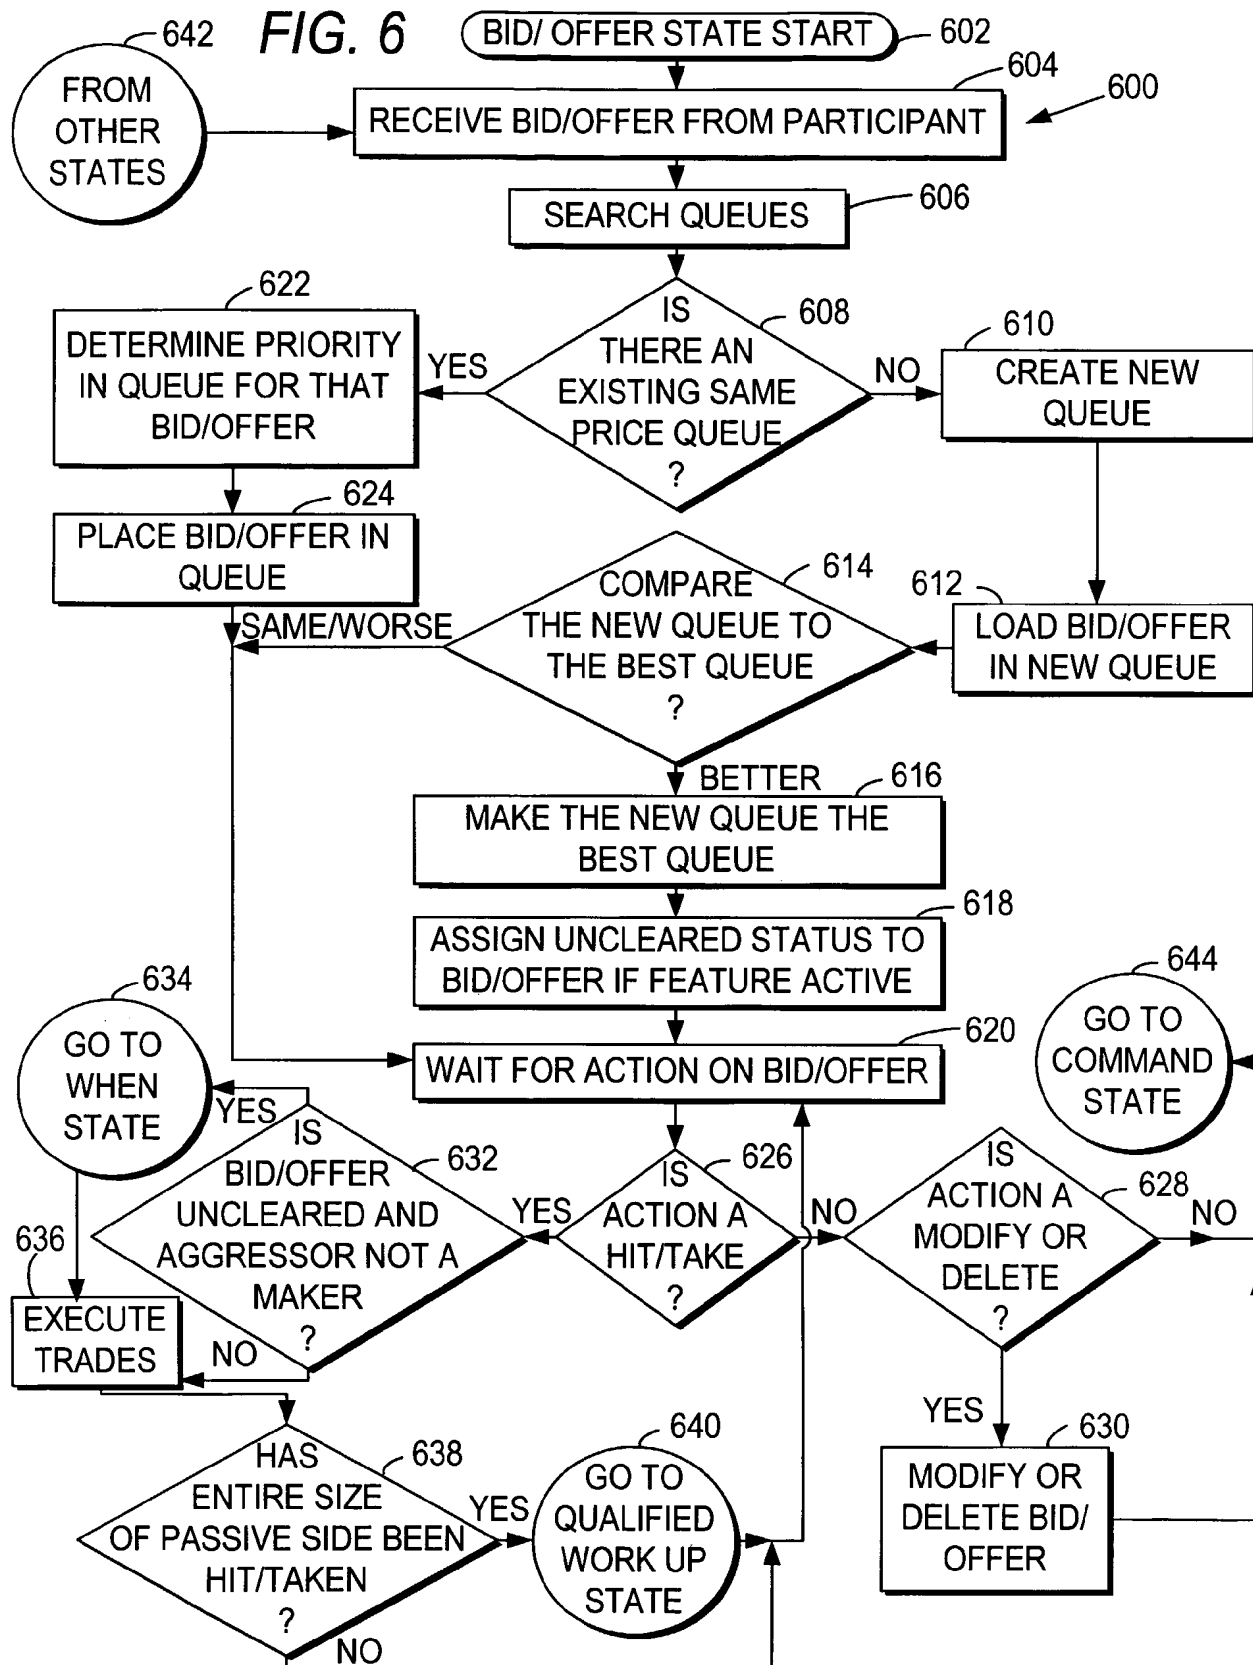 FIG. 6
642
FROM
OTHER
STATES
BID/ OFFER STATE START
602
604
RECEIVE BID/OFFER FROM PARTICIPANT
600
SEARCH QUEUES
606
622
DETERMINE PRIORITY
IN QUEUE FOR THAT
BID/OFFER
YES
IS
THERE AN
EXISTING SAME
PRICE QUEUE
?
608
NO
610
CREATE NEW
QUEUE
624
PLACE BID/OFFER IN
QUEUE
SAME/WORSE
COMPARE
THE NEW QUEUE TO
THE BEST QUEUE
?
614
612
LOAD BID/OFFER
IN NEW QUEUE
BETTER
616
MAKE THE NEW QUEUE THE
BEST QUEUE
618
ASSIGN UNCLEARED STATUS TO
BID/OFFER IF FEATURE ACTIVE
634
GO TO
WHEN
STATE
620
WAIT FOR ACTION ON BID/OFFER
644
GO TO
COMMAND
STATE
YES
IS
BID/OFFER
UNCLEARED AND
AGGRESSOR NOT A
MAKER
?
632
YES
IS
ACTION A
HIT/TAKE
?
626
NO
IS
ACTION A
MODIFY OR
DELETE
?
628
NO
636
EXECUTE
TRADES
NO
YES
630
MODIFY OR
DELETE BID/
OFFER
HAS
ENTIRE SIZE
OF PASSIVE SIDE BEEN
HIT/TAKEN
?
638
YES
640
GO TO
QUALIFIED
WORK UP
STATE
NO